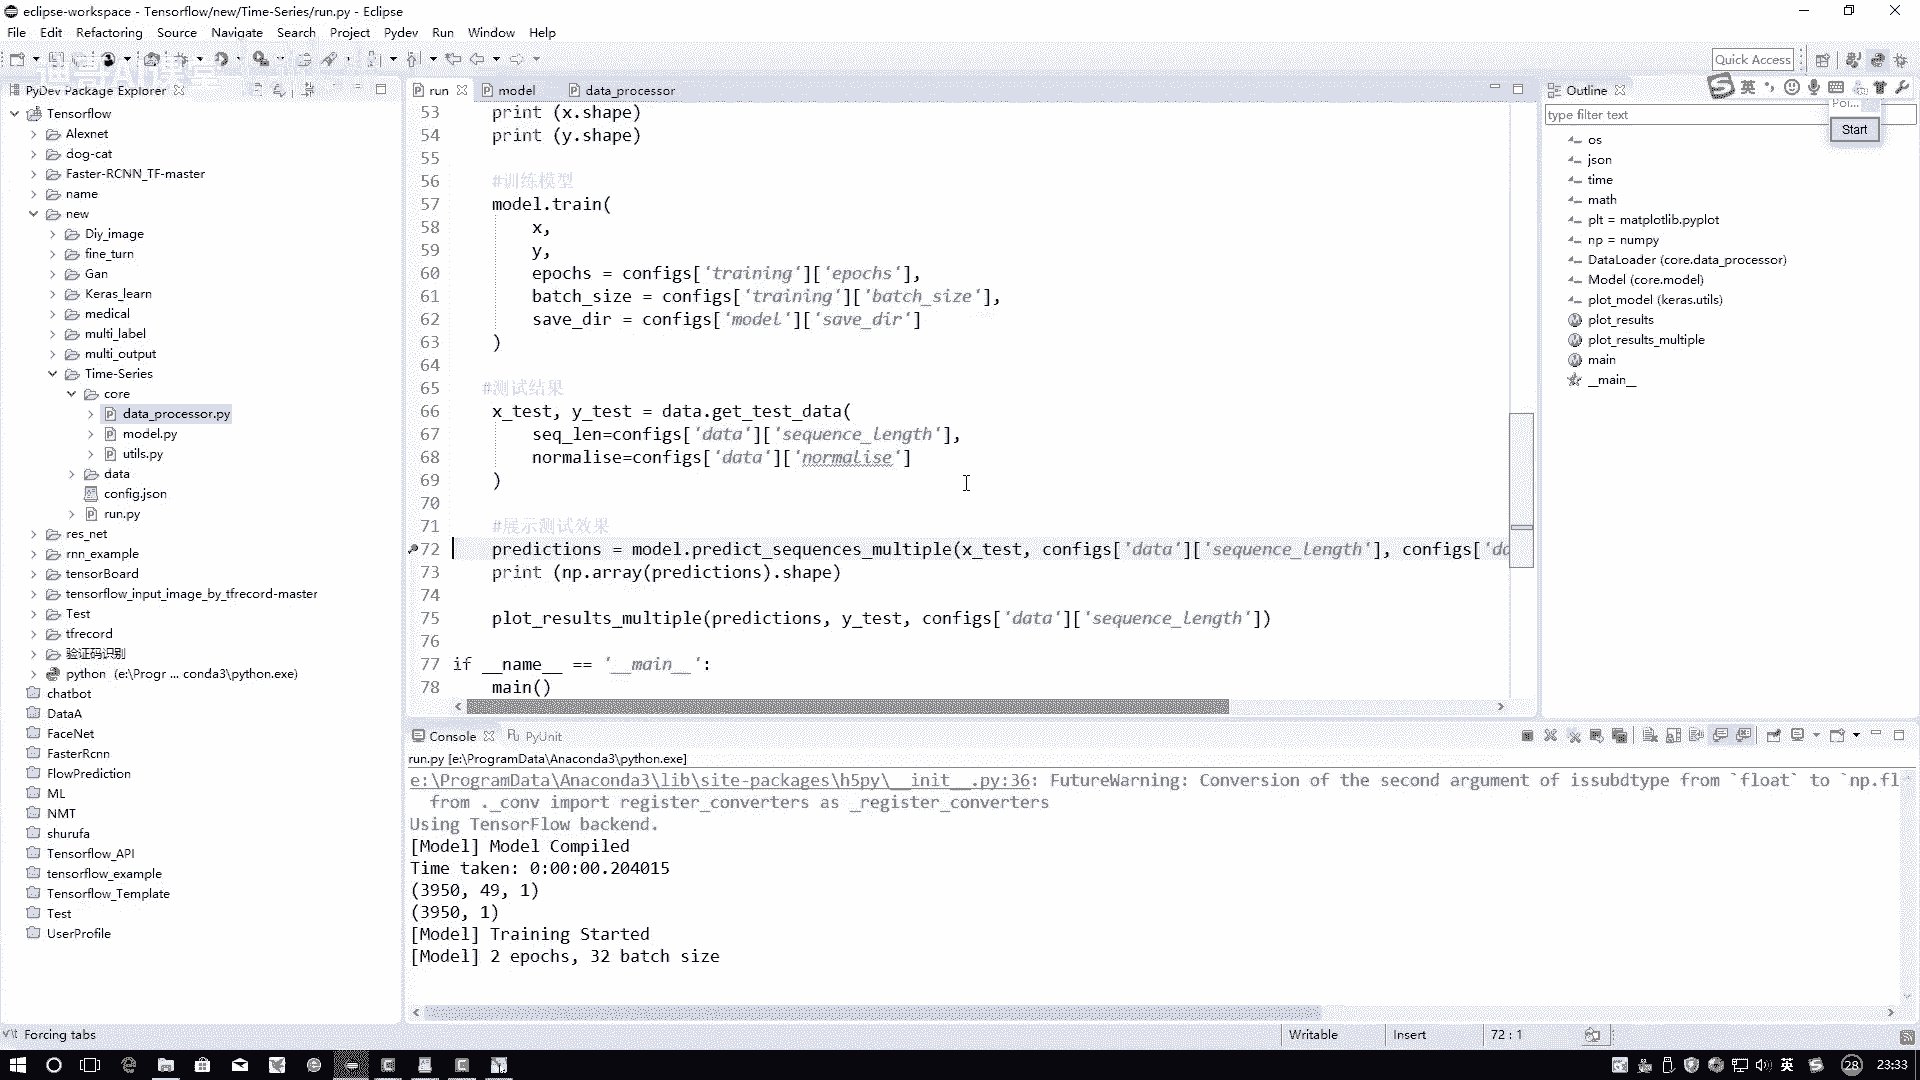 eclipse-workspace - Tensorflow/new/Time-Series/run.py - Eclipse
File Edit Refactoring Source Navigate Search Project Pydev Run Window Help
Quick Access
迪哥AI课堂
PyDev Package Explorer
Tensorflow
Alexnet
dog-cat
Faster-RCNN_TF-master
name
new
Diy_image
fine_turn
Gan
Keras_learn
medical
multi_label
multi_output
Time-Series
core
data_processor.py
model.py
utils.py
data
config.json
run.py
res_net
rnn_example
tensorBoard
tensorflow_input_image_by_tfrecord-master
Test
tfrecord
验证码识别
python (e:\Progr ... conda3\python.exe)
chatbot
DataA
FaceNet
FasterRcnn
FlowPrediction
ML
NMT
shurufa
Tensorflow_API
tensorflow_example
Tensorflow_Template
Test
UserProfile
run model data_processor
53 print (x.shape)
54 print (y.shape)
55
56 #训练模型
57 model.train(
58 x,
59 y,
60 epochs = configs['training']['epochs'],
61 batch_size = configs['training']['batch_size'],
62 save_dir = configs['model']['save_dir']
63 )
64
65 #测试结果
66 x_test, y_test = data.get_test_data(
67 seq_len=configs['data']['sequence_length'],
68 normalise=configs['data']['normalise']
69 )
70
71 #展示测试效果
72 predictions = model.predict_sequences_multiple(x_test, configs['data']['sequence_length'], configs['da
73 print (np.array(predictions).shape)
74
75 plot_results_multiple(predictions, y_test, configs['data']['sequence_length'])
76
77 if __name__ == '__main__':
78 main()
Outline
英
Poi...
type filter text
Start
os
json
time
math
plt = matplotlib.pyplot
np = numpy
DataLoader (core.data_processor)
Model (core.model)
plot_model (keras.utils)
plot_results
plot_results_multiple
main
__main__
Console PyUnit
run.py [e:\ProgramData\Anaconda3\python.exe]
e:\ProgramData\Anaconda3\lib\site-packages\h5py\__init__.py:36: FutureWarning: Conversion of the second argument of issubdtype from `float` to `np.fl
from ._conv import register_converters as _register_converters
Using TensorFlow backend.
[Model] Model Compiled
Time taken: 0:00:00.204015
(3950, 49, 1)
(3950, 1)
[Model] Training Started
[Model] 2 epochs, 32 batch size
Forcing tabs
Writable Insert 72 : 1
英 28 23:33